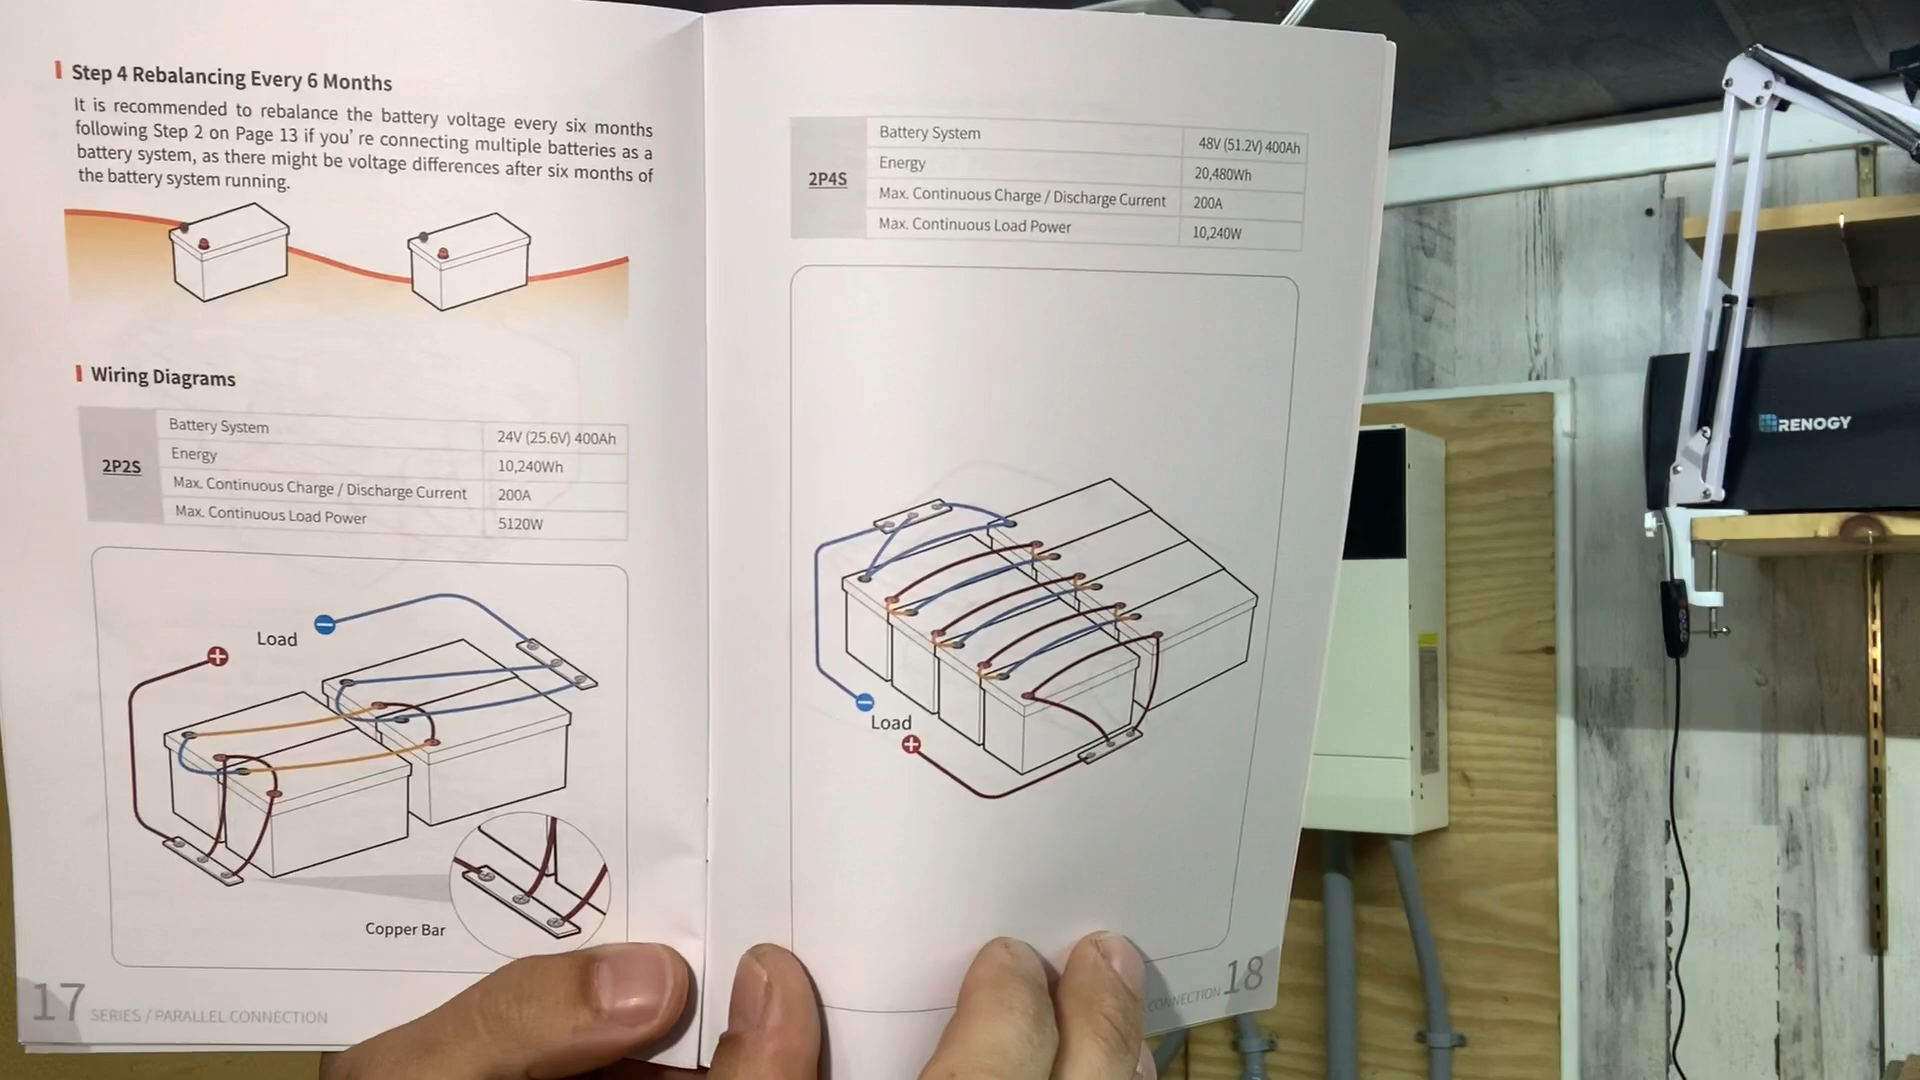 Step 4 Rebalancing Every 6 Months
It is recommended to rebalance the battery voltage every six months
following Step 2 on Page 13 if you' re connecting multiple batteries as a
battery system, as there might be voltage differences after six months of
the battery system running.
Wiring Diagrams
2P2S
Battery System 24V (25.6V) 400Ah
Energy 10,240Wh
Max. Continuous Charge / Discharge Current 200A
Max. Continuous Load Power 5120W
Load
Copper Bar
17 SERIES / PARALLEL CONNECTION
2P4S
Battery System 48V (51.2V) 400Ah
Energy 20,480Wh
Max. Continuous Charge / Discharge Current 200A
Max. Continuous Load Power 10,240W
Load
CONNECTION 18
RENOGY